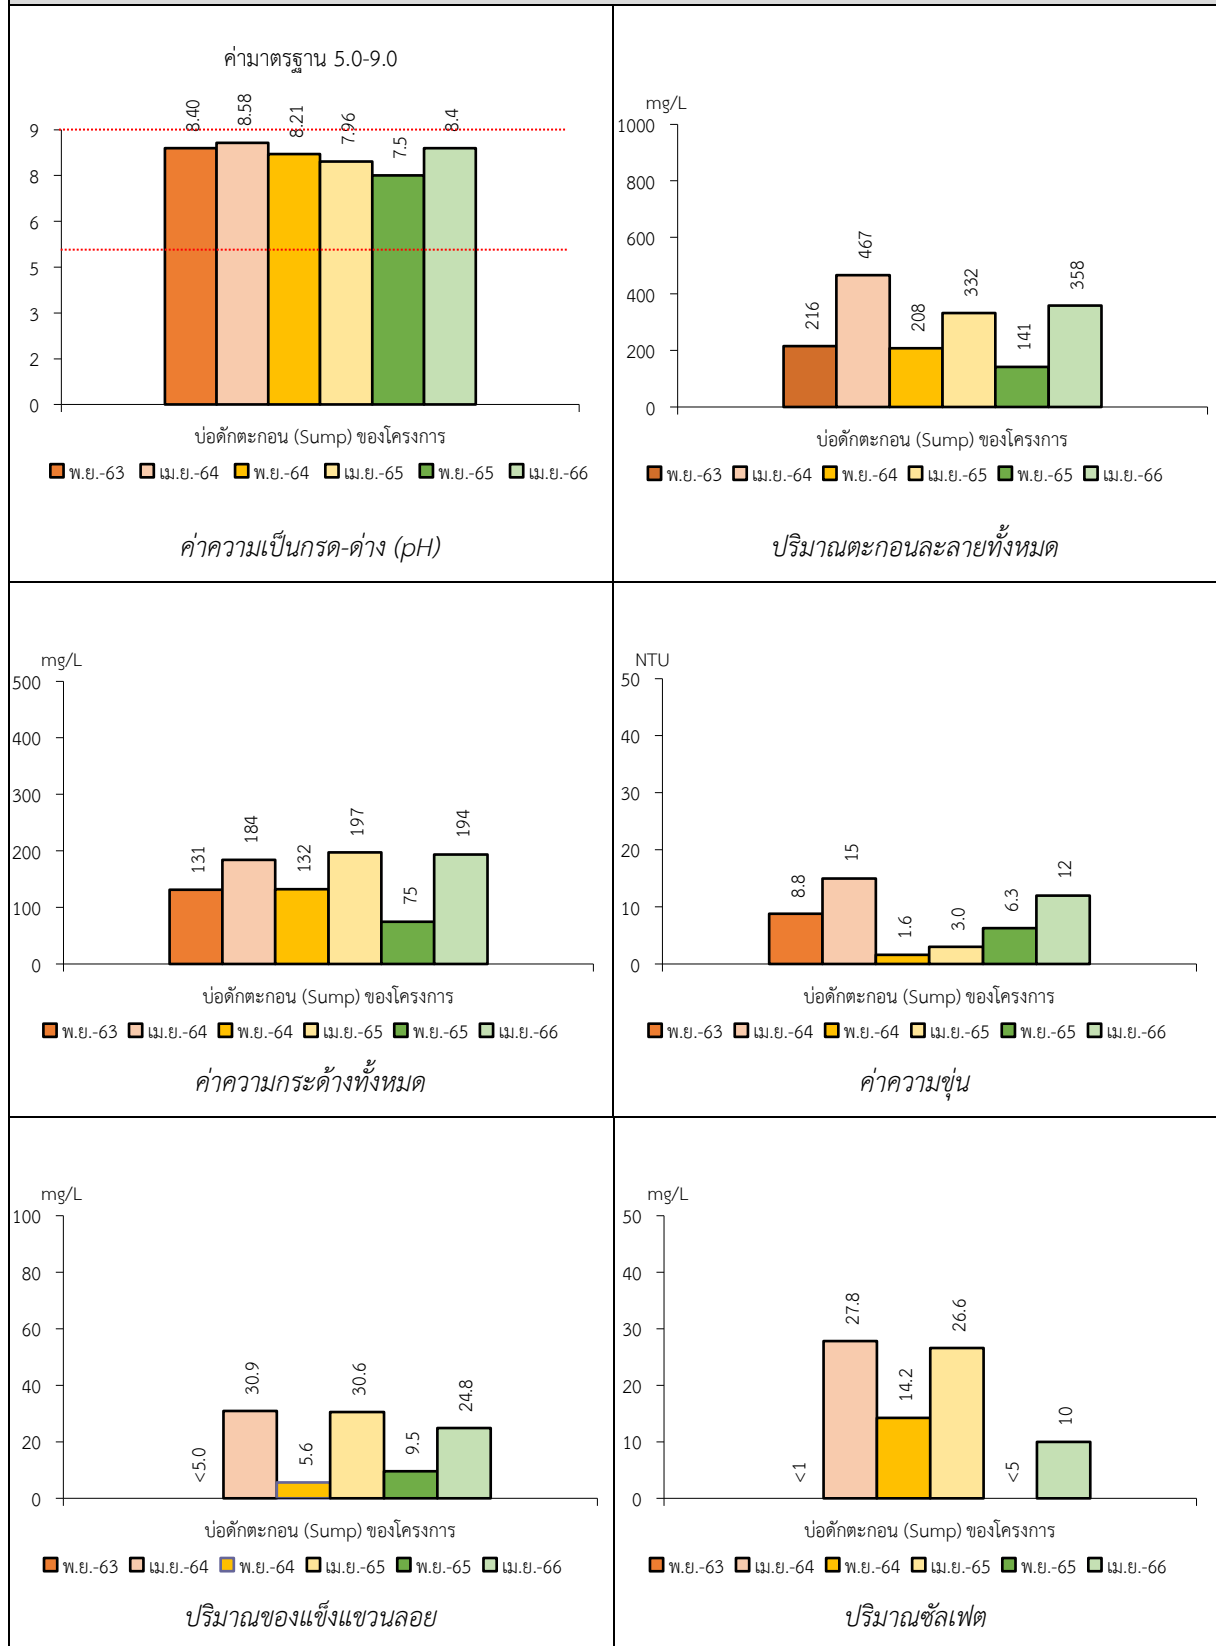 ค่ามาตรฐาน 5.0-9.0
8.40 8.58 8.21 7.96 7.5 8.4
9
8
6
5
3
2
0
บ่อดักตะกอน (Sump) ของโครงการ
พ.ย.-63 เม.ย.-64 พ.ย.-64 เม.ย.-65 พ.ย.-65 เม.ย.-66
ค่าความเป็นกรด-ด่าง (pH)
mg/L
1000
800
600
400
200
0
216 467 208 332 141 358
บ่อดักตะกอน (Sump) ของโครงการ
พ.ย.-63 เม.ย.-64 พ.ย.-64 เม.ย.-65 พ.ย.-65 เม.ย.-66
ปริมาณตะกอนละลายทั้งหมด
mg/L
500
400
300
200
100
0
131 184 132 197 75 194
บ่อดักตะกอน (Sump) ของโครงการ
พ.ย.-63 เม.ย.-64 พ.ย.-64 เม.ย.-65 พ.ย.-65 เม.ย.-66
ค่าความกระด้างทั้งหมด
NTU
50
40
30
20
10
0
8.8 15 1.6 3.0 6.3 12
บ่อดักตะกอน (Sump) ของโครงการ
พ.ย.-63 เม.ย.-64 พ.ย.-64 เม.ย.-65 พ.ย.-65 เม.ย.-66
ค่าความขุ่น
mg/L
100
80
60
40
20
0
<5.0 30.9 5.6 30.6 9.5 24.8
บ่อดักตะกอน (Sump) ของโครงการ
พ.ย.-63 เม.ย.-64 พ.ย.-64 เม.ย.-65 พ.ย.-65 เม.ย.-66
ปริมาณของแข็งแขวนลอย
mg/L
50
40
30
20
10
0
<1 27.8 14.2 26.6 <5 10
บ่อดักตะกอน (Sump) ของโครงการ
พ.ย.-63 เม.ย.-64 พ.ย.-64 เม.ย.-65 พ.ย.-65 เม.ย.-66
ปริมาณซัลเฟต